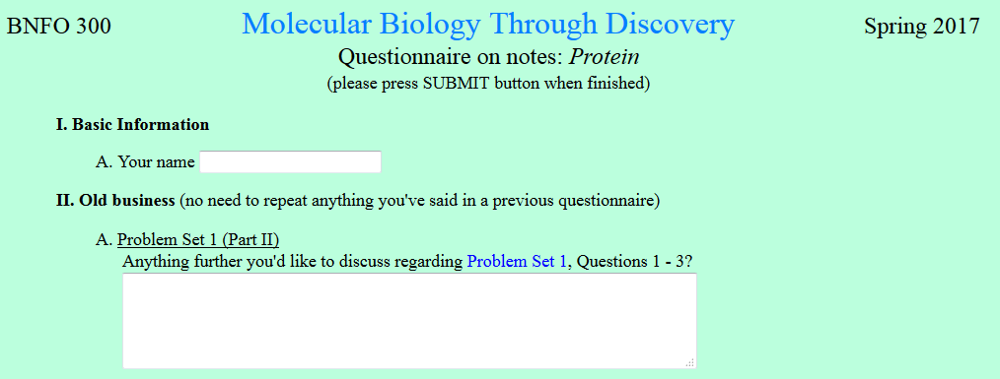 BNFO 300 Molecular Biology Through Discovery Spring 2017
Questionnaire on notes: Protein
(please press SUBMIT button when finished)
I. Basic Information
A. Your name
II. Old business (no need to repeat anything you've said in a previous questionnaire)
A. Problem Set 1 (Part II)
Anything further you'd like to discuss regarding Problem Set 1, Questions 1 - 3?